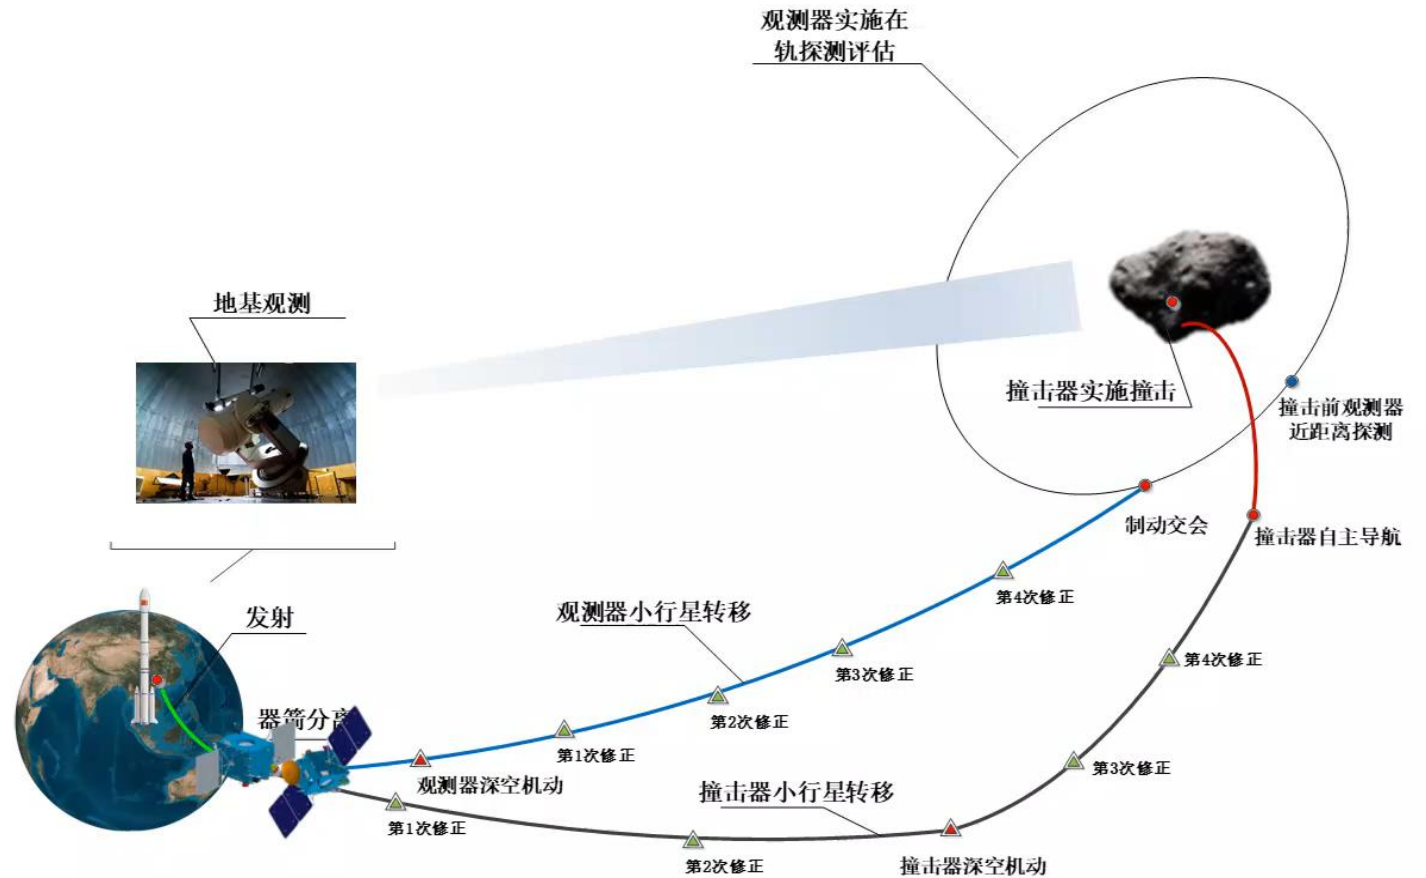 观测器实施在
轨探测评估
地基观测
撞击器实施撞击
撞击前观测器
近距离探测
制动交会
撞击器自主导航
第4次修正
观测器小行星转移
发射
第3次修正
第4次修正
第2次修正
器箭分离
第1次修正
第3次修正
观测器深空机动
撞击器小行星转移
第1次修正
第2次修正
撞击器深空机动